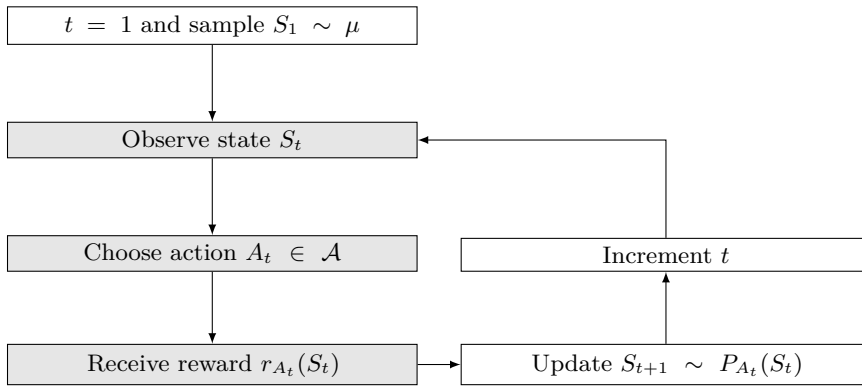 t = 1 and sample S₁ ∼ μ
Observe state Sₜ
Choose action Aₜ ∈ 𝒜
Increment t
Receive reward r_{Aₜ}(Sₜ)
Update Sₜ₊₁ ∼ P_{Aₜ}(Sₜ)